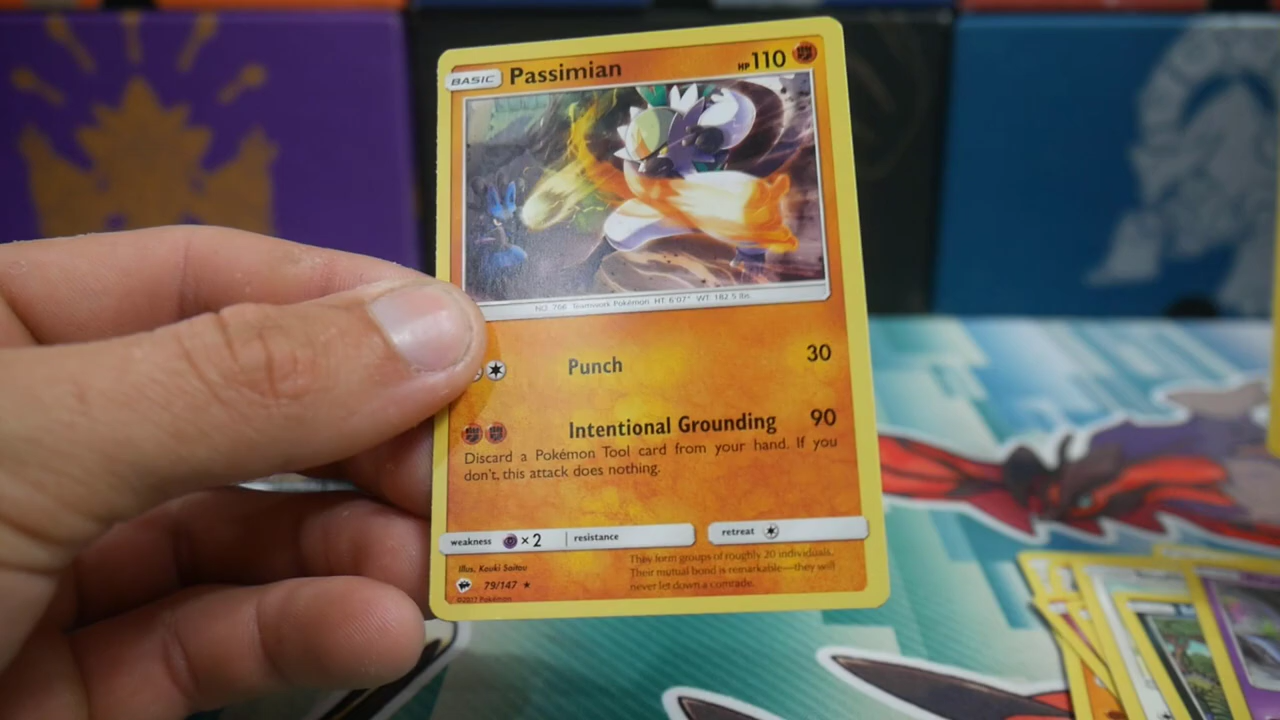 BASIC Passimian HP 110
NO. 766 Teamwork Pokémon HT: 6'07" WT: 182.5 lbs.
Punch 30
Intentional Grounding 90
Discard a Pokémon Tool card from your hand. If you
don't, this attack does nothing.
weakness ×2 resistance retreat
Illus. Kouki Saitou
79/147 ★
©2017 Pokémon
They form groups of roughly 20 individuals.
Their mutual bond is remarkable—they will
never let down a comrade.